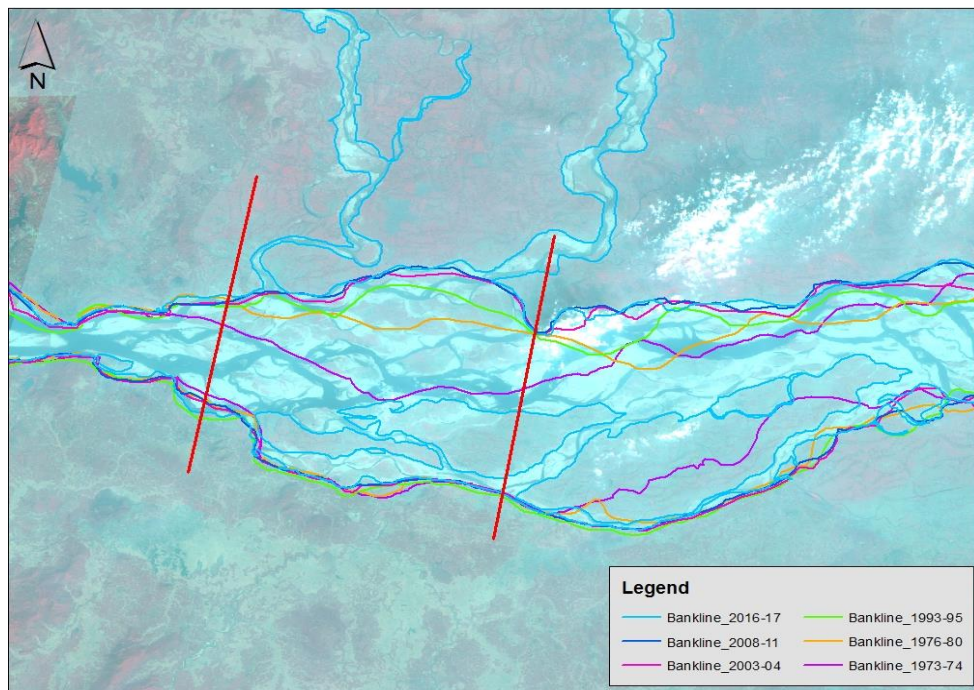 N
Legend
Bankline_2016-17 Bankline_1993-95
Bankline_2008-11 Bankline_1976-80
Bankline_2003-04 Bankline_1973-74